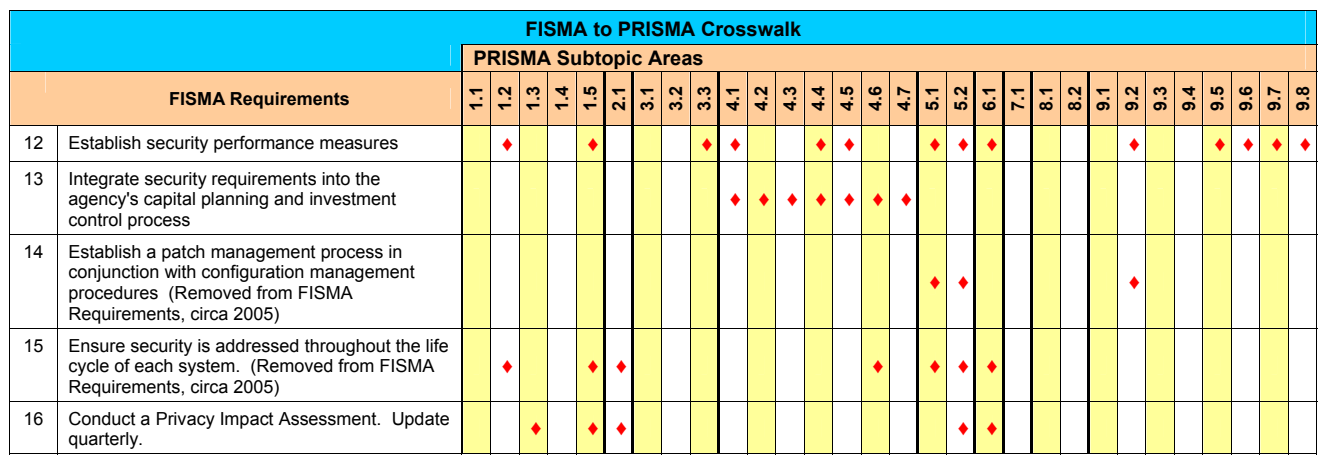 FISMA to PRISMA Crosswalk
PRISMA Subtopic Areas
FISMA Requirements 1.1 1.2 1.3 1.4 1.5 2.1 3.1 3.2 3.3 4.1 4.2 4.3 4.4 4.5 4.6 4.7 5.1 5.2 6.1 7.1 8.1 8.2 9.1 9.2 9.3 9.4 9.5 9.6 9.7 9.8
12 Establish security performance measures ♦ ♦ ♦ ♦ ♦ ♦ ♦ ♦ ♦ ♦ ♦ ♦ ♦ ♦
13 Integrate security requirements into the
agency's capital planning and investment
control process
♦ ♦ ♦ ♦ ♦ ♦ ♦
14 Establish a patch management process in
conjunction with configuration management
procedures (Removed from FISMA
Requirements, circa 2005)
♦ ♦ ♦
15 Ensure security is addressed throughout the life
cycle of each system. (Removed from FISMA
Requirements, circa 2005)
♦ ♦ ♦ ♦ ♦ ♦ ♦
16 Conduct a Privacy Impact Assessment. Update
quarterly.
♦ ♦ ♦ ♦ ♦